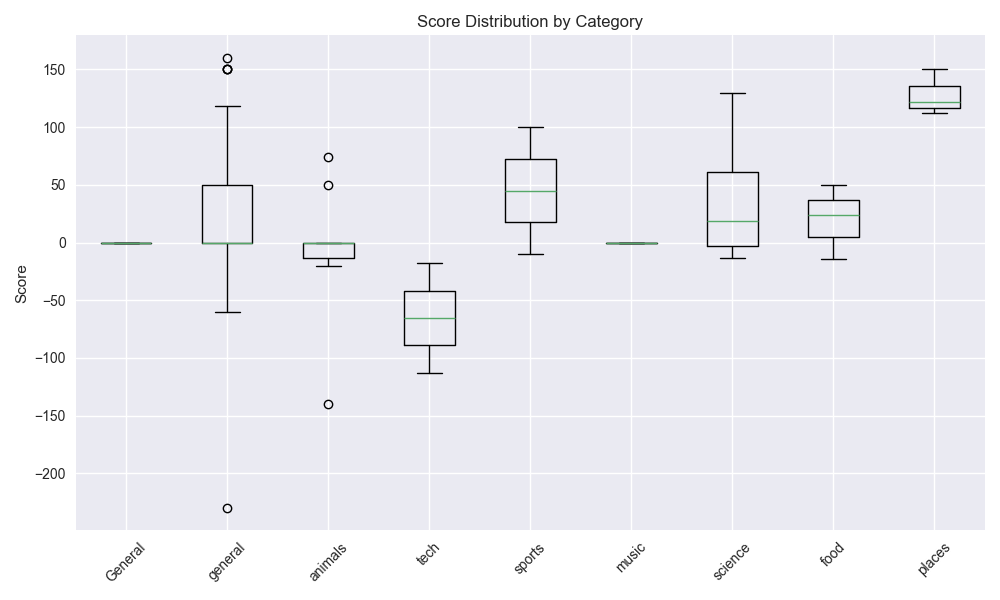 Score Distribution by Category
Score
150
100
50
0
−50
−100
−150
−200
General
general
animals
tech
sports
music
science
food
places